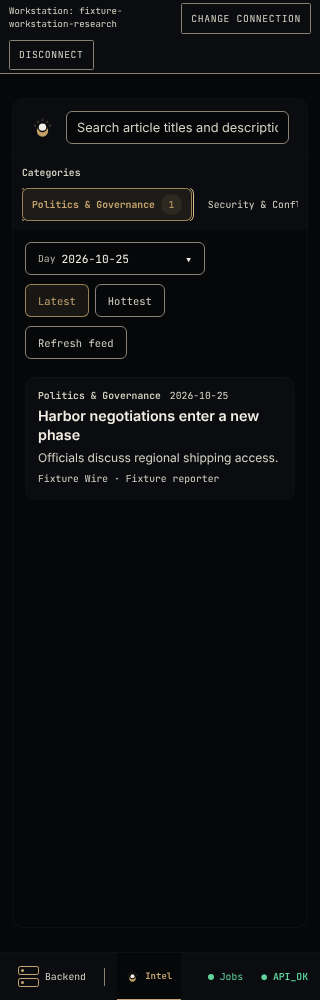 Workstation: fixture-
workstation-research
CHANGE CONNECTION
DISCONNECT
Search article titles and descriptic
Categories
Politics & Governance 1
Security & Conf
Day 2026-10-25
Latest
Hottest
Refresh feed
Politics & Governance 2026-10-25
Harbor negotiations enter a new
phase
Officials discuss regional shipping access.
Fixture Wire · Fixture reporter
Backend
Intel
Jobs
API_OK